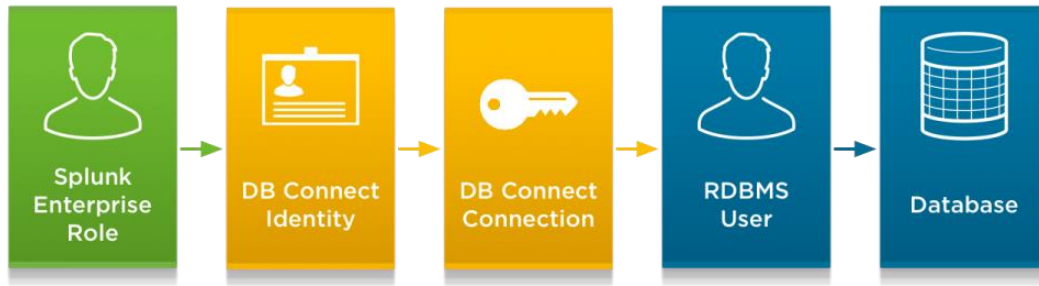 Splunk
Enterprise
Role
DB Connect
Identity
DB Connect
Connection
RDBMS
User
Database